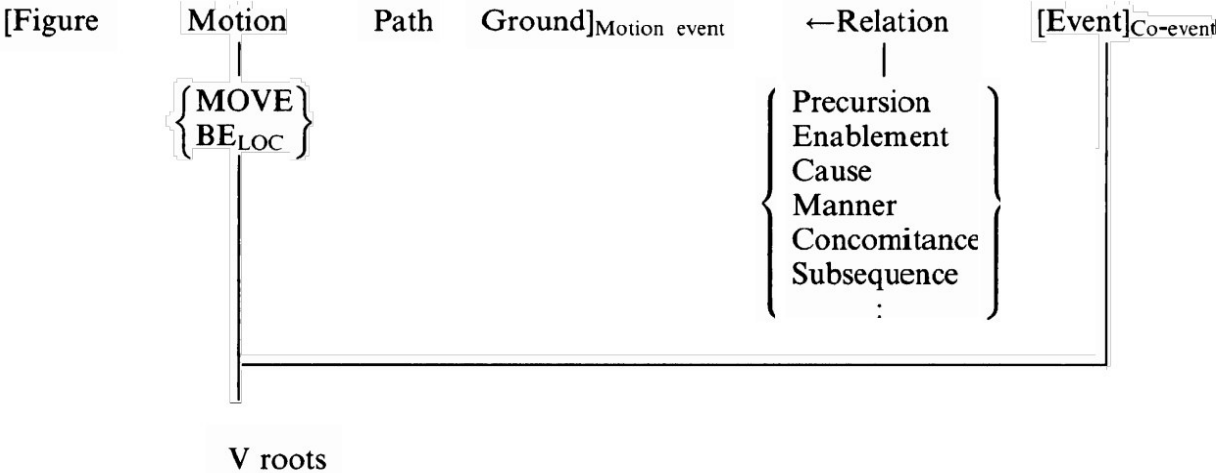 [Figure Motion Path Ground]Motion event ←Relation [Event]Co-event
MOVE
BELOC
Precursion
Enablement
Cause
Manner
Concomitance
Subsequence
⋮
V roots